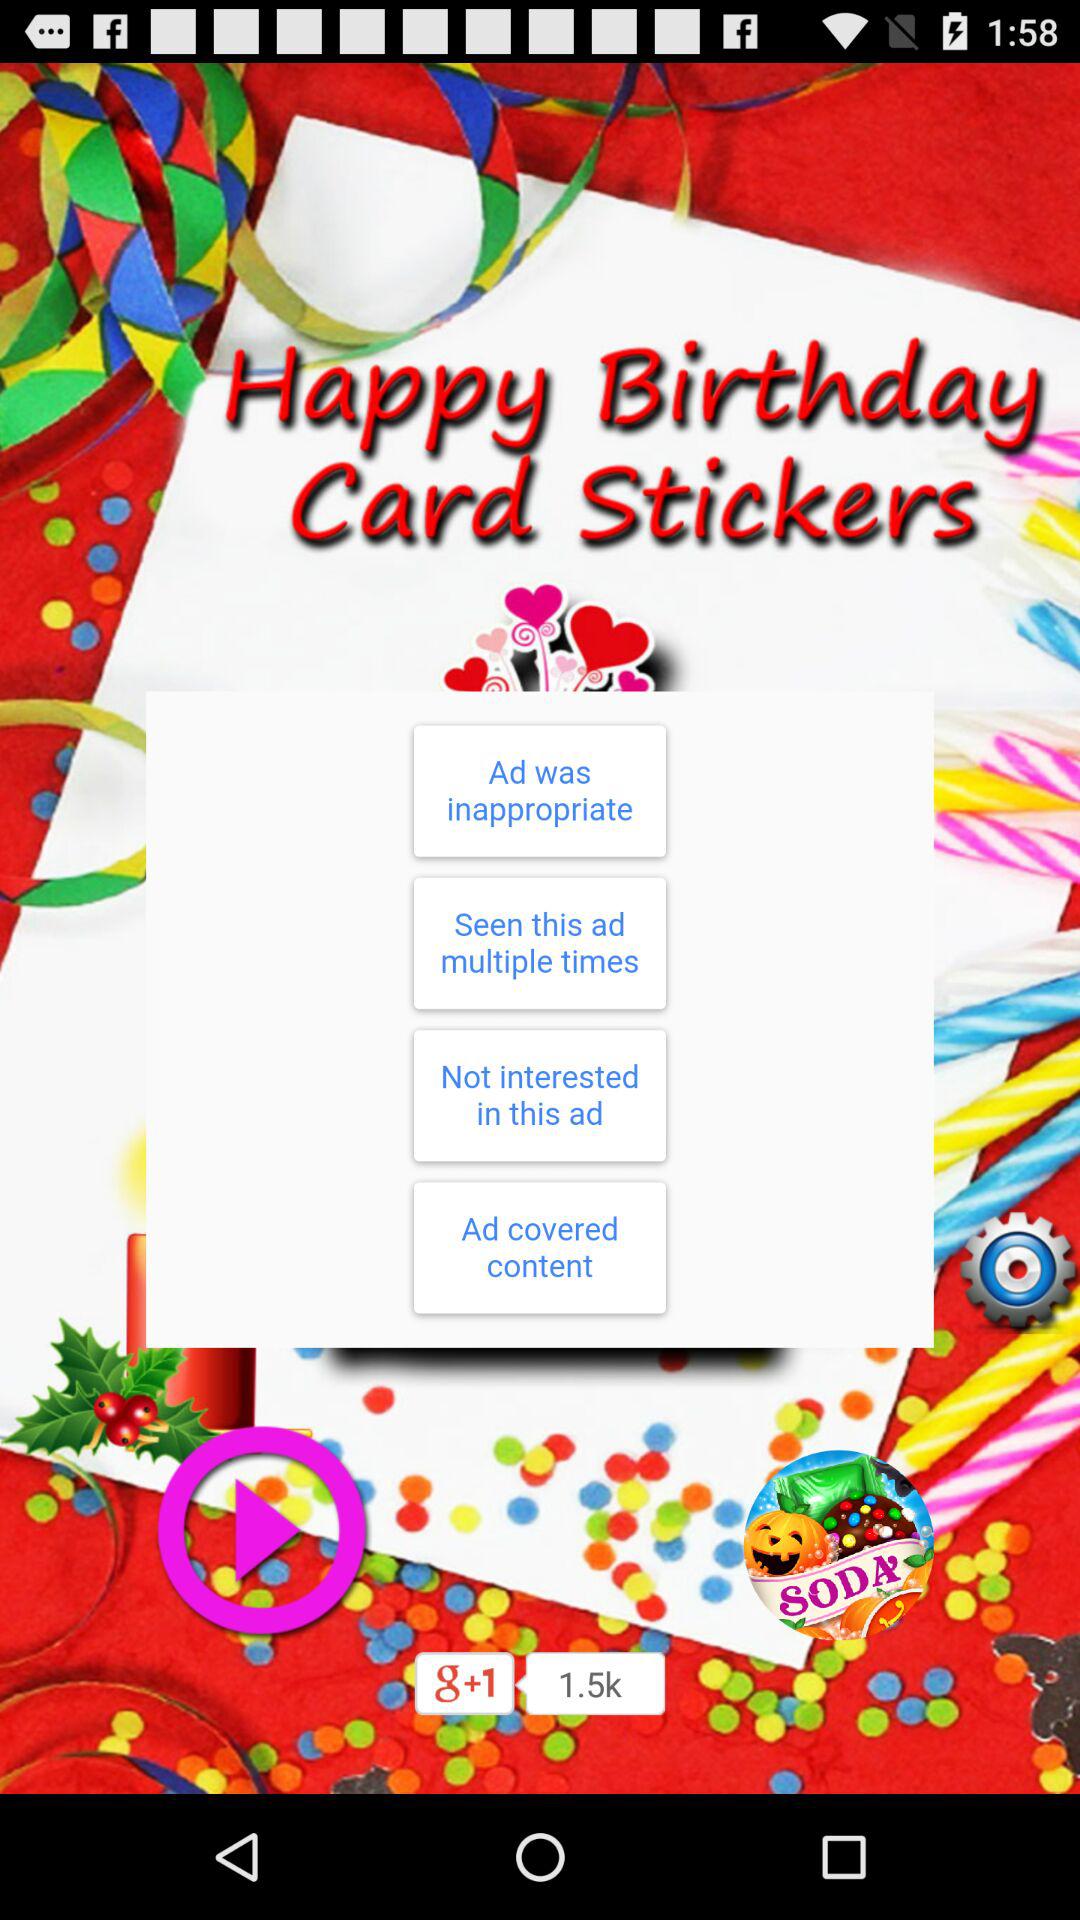 1:58
Happy Birthday
Card Stickers
Ad was
inappropriate
Seen this ad
multiple times
Not interested
in this ad
Ad covered
content
SODA
g+1
1.5k